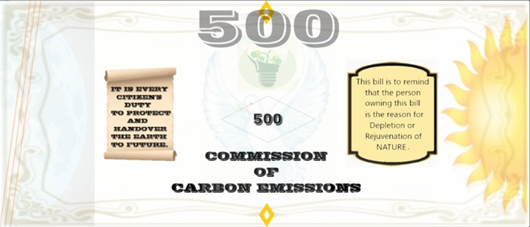 500
IT IS EVERY
CITIZEN'S
DUTY
TO PROTECT
AND
HANDOVER
THE EARTH
TO FUTURE.
500
This bill is to remind
that the person
owning this bill
is the reason for
Depletion or
Rejuvenation of
NATURE.
COMMISSION
OF
CARBON EMISSIONS